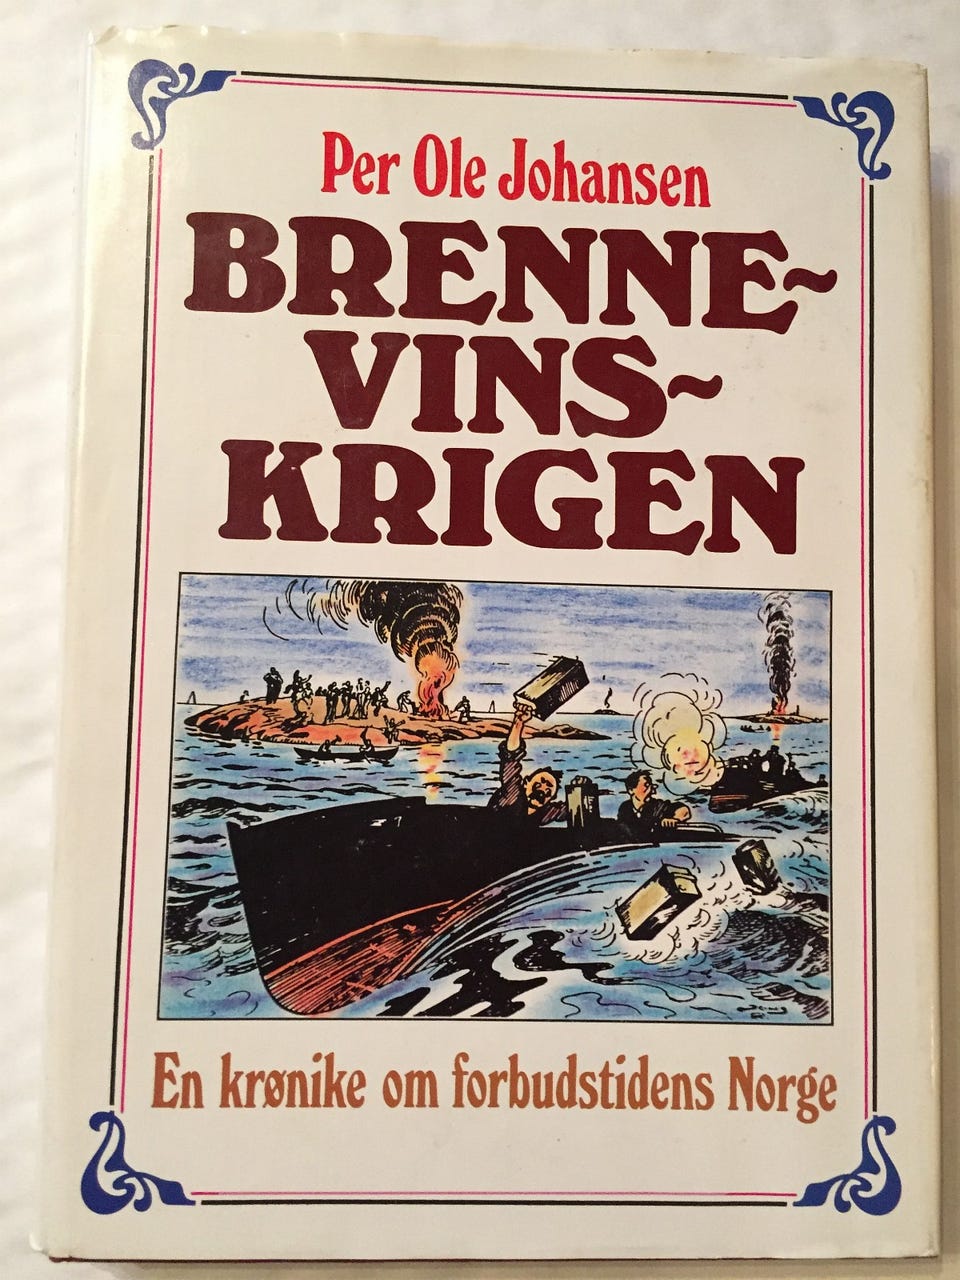 Per Ole Johansen
BRENNE-
VINS-
KRIGEN
En krønike om forbudstidens Norge